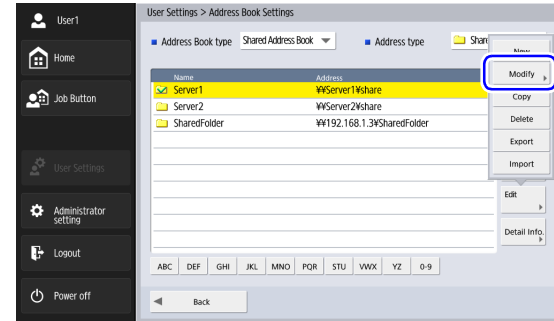 User1
Home
Job Button
User Settings
Administrator
setting
Logout
Power off
User Settings > Address Book Settings
Address Book type
Shared Address Book
Address type
Share
Name
Address
Server1
¥¥Server1¥share
Server2
¥¥Server2¥share
SharedFolder
¥¥192.168.1.3¥SharedFolder
New
Modify
Copy
Delete
Export
Import
Edit
Detail Info.
ABC
DEF
GHI
JKL
MNO
PQR
STU
VWX
YZ
0-9
Back